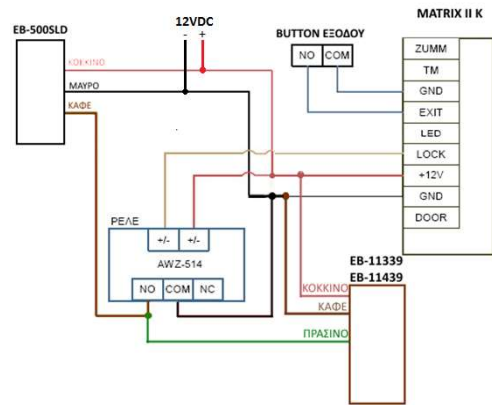 MATRIX II K
EB-500SLD
12VDC
- +
BUTTON ΕΞΟΔΟΥ
NO COM
ΚΟΚΚΙΝΟ
ΜΑΥΡΟ
ΚΑΦΕ
ZUMM
TM
GND
EXIT
LED
LOCK
+12V
GND
DOOR
ΡΕΛΕ
+/- +/-
AWZ-514
NO COM NC
EB-11339
EB-11439
ΚΟΚΚΙΝΟ
ΚΑΦΕ
ΠΡΑΣΙΝΟ